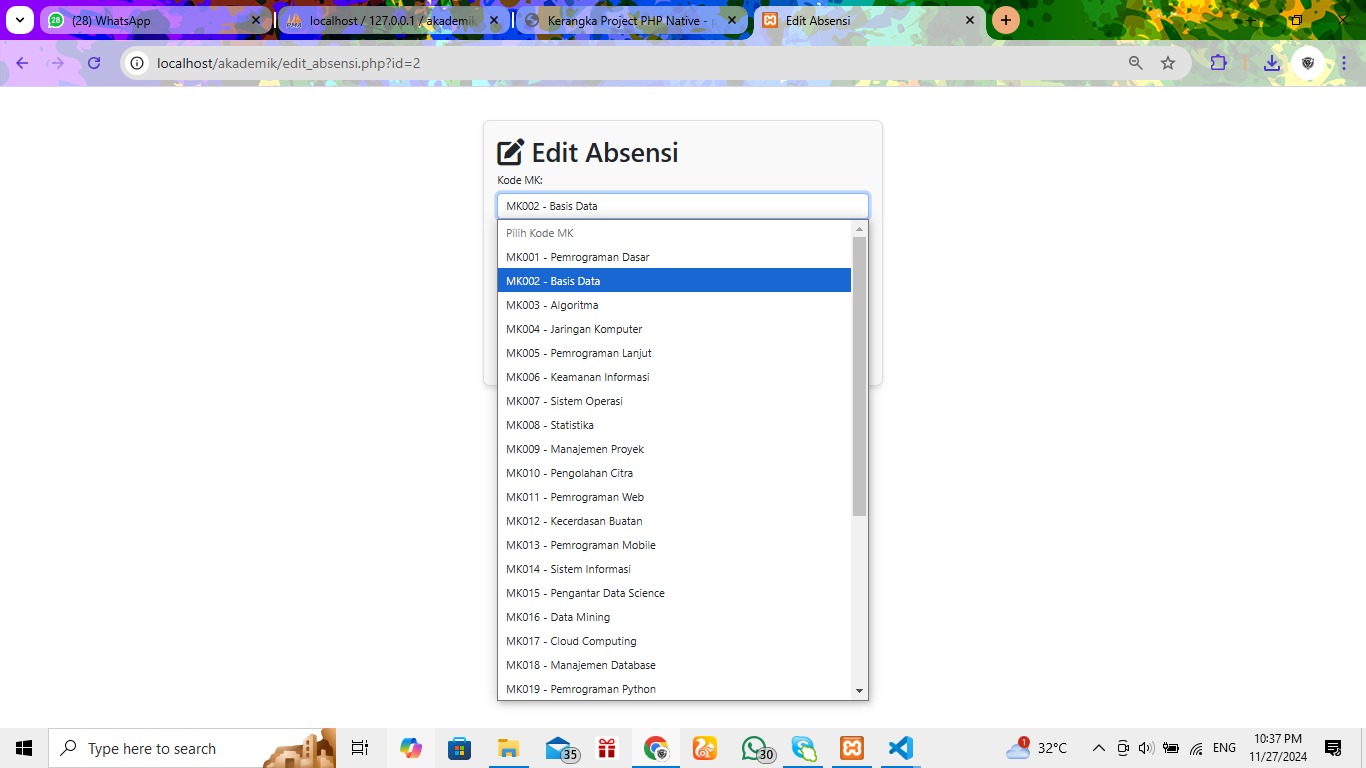 (28) WhatsApp
localhost / 127.0.0.1 / akademik
Kerangka Project PHP Native -
Edit Absensi
localhost/akademik/edit_absensi.php?id=2
Edit Absensi
Kode MK:
MK002 - Basis Data
Pilih Kode MK
MK001 - Pemrograman Dasar
MK002 - Basis Data
MK003 - Algoritma
MK004 - Jaringan Komputer
MK005 - Pemrograman Lanjut
MK006 - Keamanan Informasi
MK007 - Sistem Operasi
MK008 - Statistika
MK009 - Manajemen Proyek
MK010 - Pengolahan Citra
MK011 - Pemrograman Web
MK012 - Kecerdasan Buatan
MK013 - Pemrograman Mobile
MK014 - Sistem Informasi
MK015 - Pengantar Data Science
MK016 - Data Mining
MK017 - Cloud Computing
MK018 - Manajemen Database
MK019 - Pemrograman Python
Type here to search
35
30
1
32°C
ENG
10:37 PM
11/27/2024